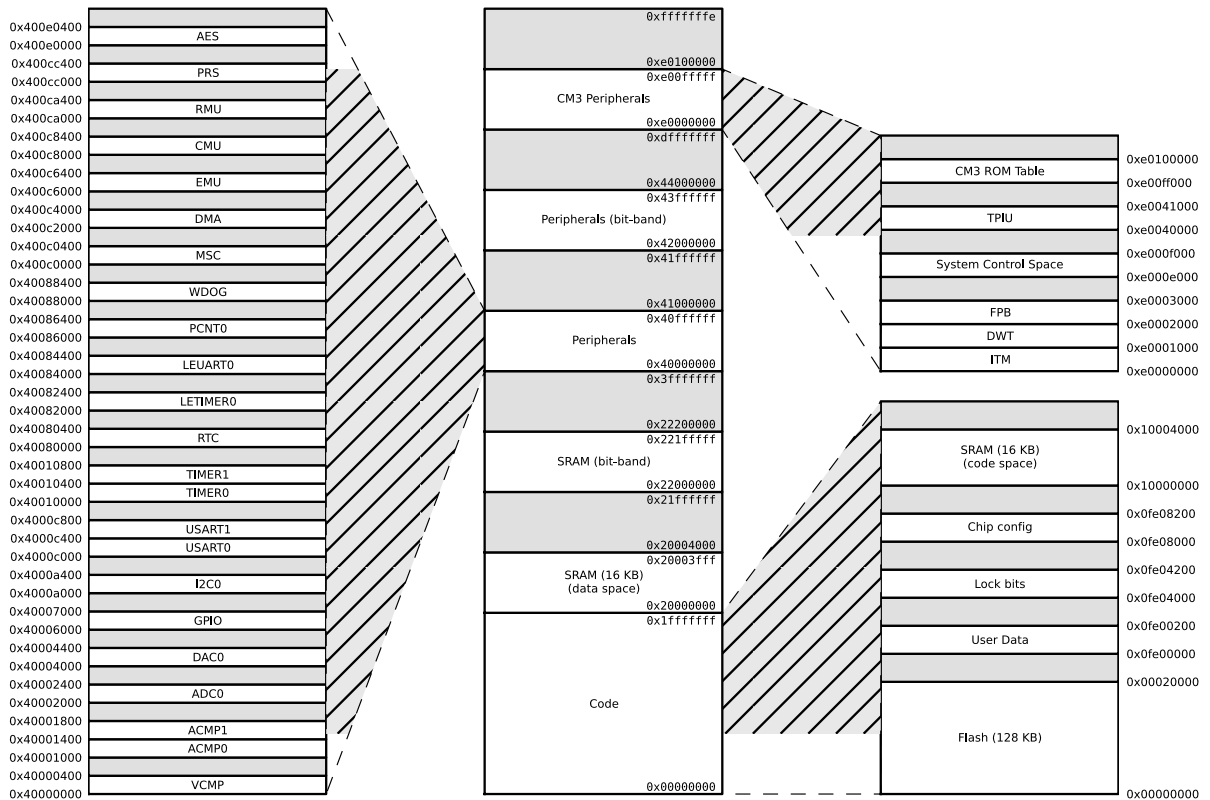 0x400e0400
AES
0x400e0000
0x400cc400
PRS
0x400cc000
0x400ca400
RMU
0x400ca000
0x400c8400
CMU
0x400c8000
0x400c6400
EMU
0x400c6000
0x400c4000
DMA
0x400c2000
0x400c0400
MSC
0x400c0000
0x40088400
WDOG
0x40088000
0x40086400
PCNT0
0x40086000
0x40084400
LEUART0
0x40084000
0x40082400
LETIMER0
0x40082000
0x40080400
RTC
0x40080000
0x40010800
TIMER1
0x40010400
TIMER0
0x40010000
0x4000c800
USART1
0x4000c400
USART0
0x4000c000
0x4000a400
I2C0
0x4000a000
0x40007000
GPIO
0x40006000
0x40004400
DAC0
0x40004000
0x40002400
ADC0
0x40002000
0x40001800
ACMP1
0x40001400
ACMP0
0x40001000
0x40000400
VCMP
0x40000000
0xfffffffe
0xe0100000
0xe00fffff
CM3 Peripherals
0xe0000000
0xdfffffff
0x44000000
0x43ffffff
Peripherals (bit-band)
0x42000000
0x41ffffff
0x41000000
0x40ffffff
Peripherals
0x40000000
0x3fffffff
0x22200000
0x221fffff
SRAM (bit-band)
0x22000000
0x21ffffff
0x20004000
0x20003fff
SRAM (16 KB)
(data space)
0x20000000
0x1fffffff
Code
0x00000000
0xe0100000
CM3 ROM Table
0xe00ff000
0xe0041000
TPIU
0xe0040000
0xe000f000
System Control Space
0xe000e000
0xe0003000
FPB
0xe0002000
DWT
0xe0001000
ITM
0xe0000000
0x10004000
SRAM (16 KB)
(code space)
0x10000000
0x0fe08200
Chip config
0x0fe08000
0x0fe04200
Lock bits
0x0fe04000
0x0fe00200
User Data
0x0fe00000
0x00020000
Flash (128 KB)
0x00000000